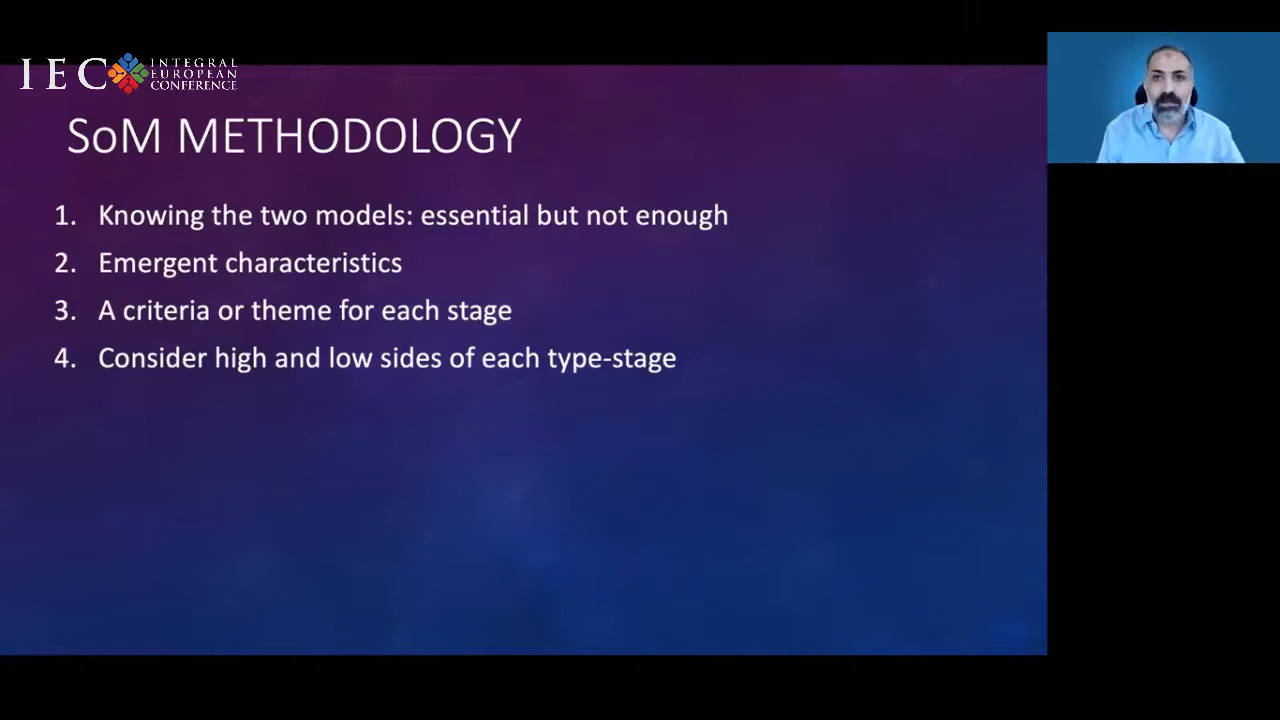 IEC INTEGRAL
EUROPEAN
CONFERENCE
SoM METHODOLOGY
1. Knowing the two models: essential but not enough
2. Emergent characteristics
3. A criteria or theme for each stage
4. Consider high and low sides of each type-stage